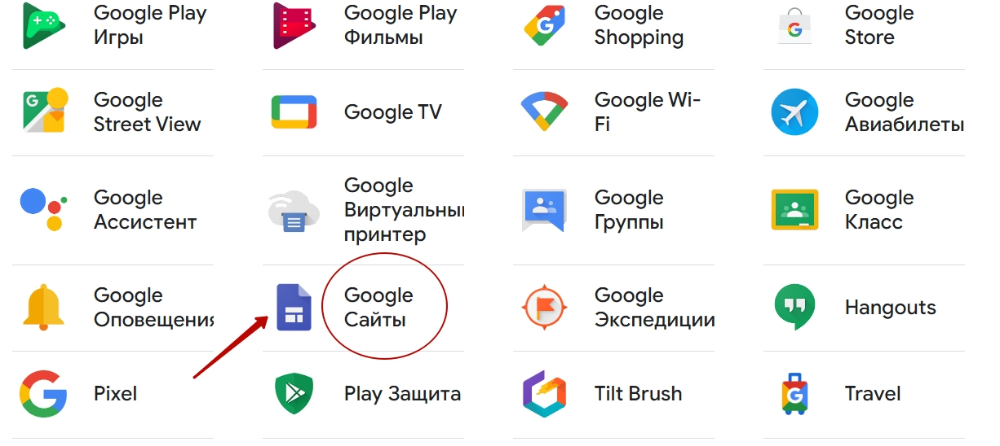 Google Play
Игры
Google Play
Фильмы
Google
Shopping
Google
Store
Google
Street View
Google TV
Google Wi-
Fi
Google
Авиабилеты
Google
Ассистент
Google
Виртуальны
принтер
Google
Группы
Google
Класс
Google
Оповещения
Google
Сайты
Google
Экспедиции
Hangouts
Pixel
Play Защита
Tilt Brush
Travel